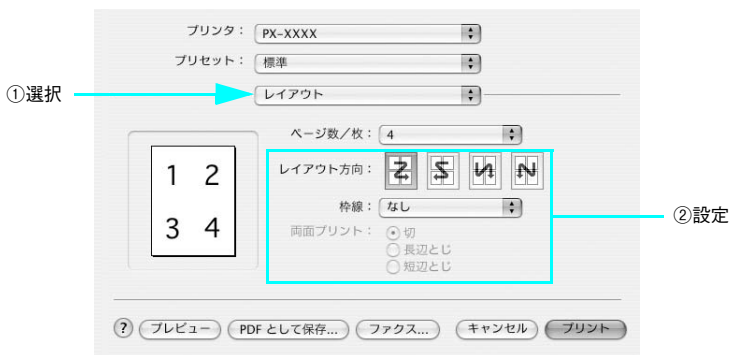 プリンタ： PX-XXXX
プリセット： 標準
①選択 レイアウト
ページ数／枚： 4
レイアウト方向：
1 2
枠線： なし
3 4
両面プリント： 切
長辺とじ
短辺とじ
②設定
? プレビュー PDF として保存... ファクス... キャンセル プリント